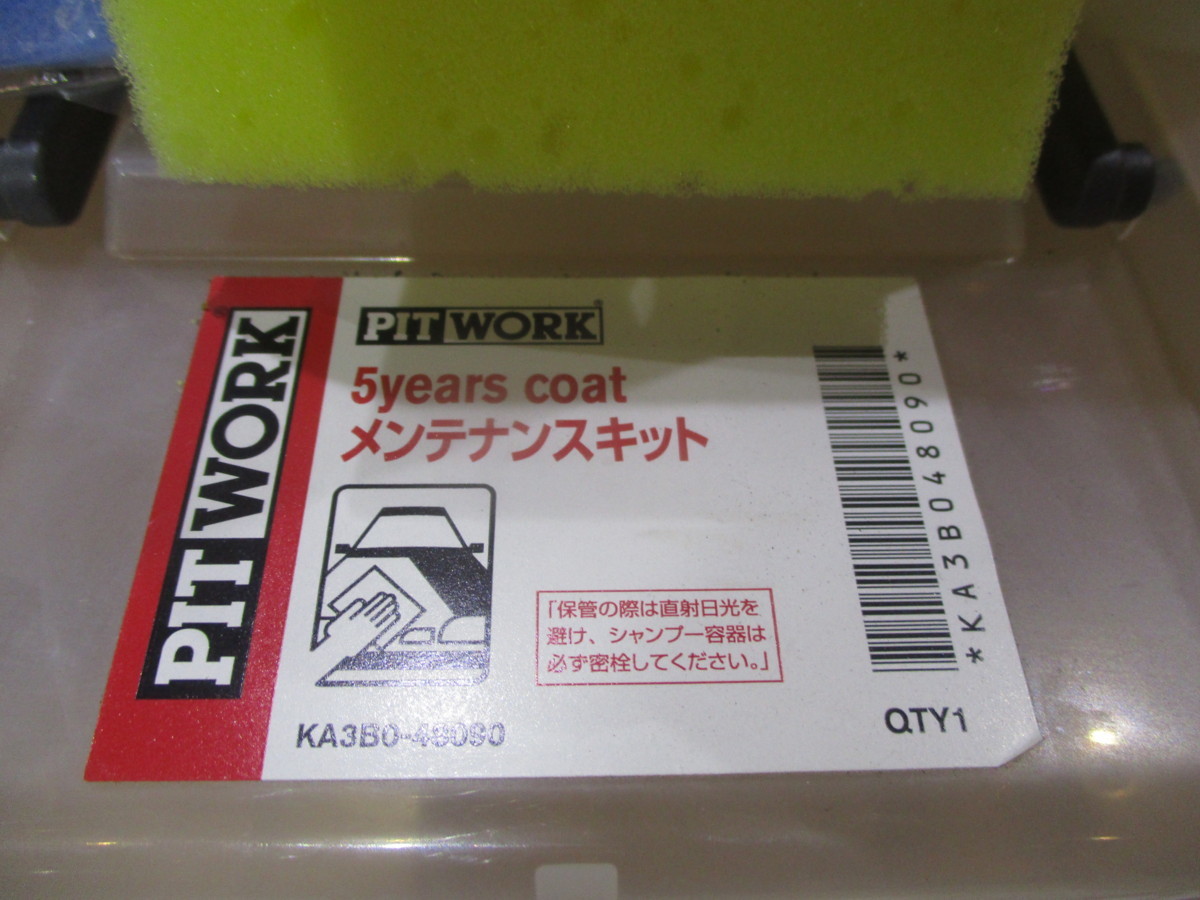 PIT WORK
PIT WORK
5years coat
メンテナンスキット
「保管の際は直射日光を
避け、シャンプー容器は
必ず密栓してください。」
KA3B0-48090
*KA3B048090*
QTY1